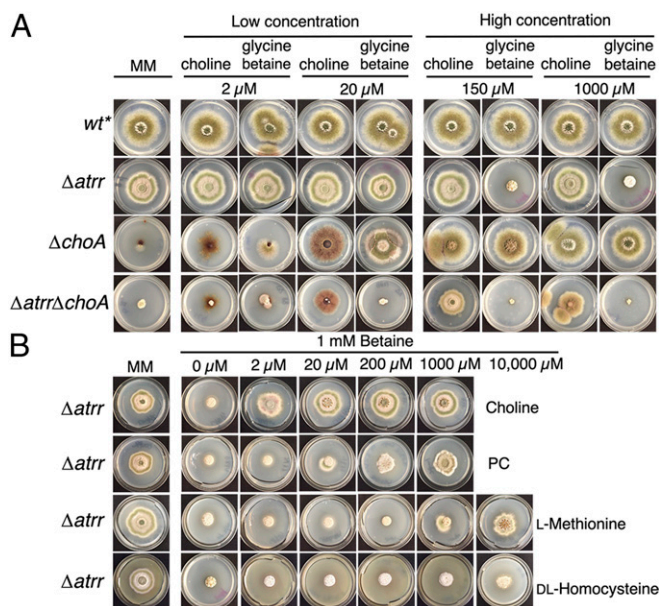 A
Low concentration
High concentration
MM
choline
glycine betaine
choline
glycine betaine
choline
glycine betaine
choline
glycine betaine
2 µM
20 µM
150 µM
1000 µM
wt*
Δatrr
ΔchoA
ΔatrrΔchoA
B
1 mM Betaine
MM
0 µM
2 µM
20 µM
200 µM
1000 µM
10,000 µM
Δatrr
Choline
Δatrr
PC
Δatrr
L-Methionine
Δatrr
DL-Homocysteine